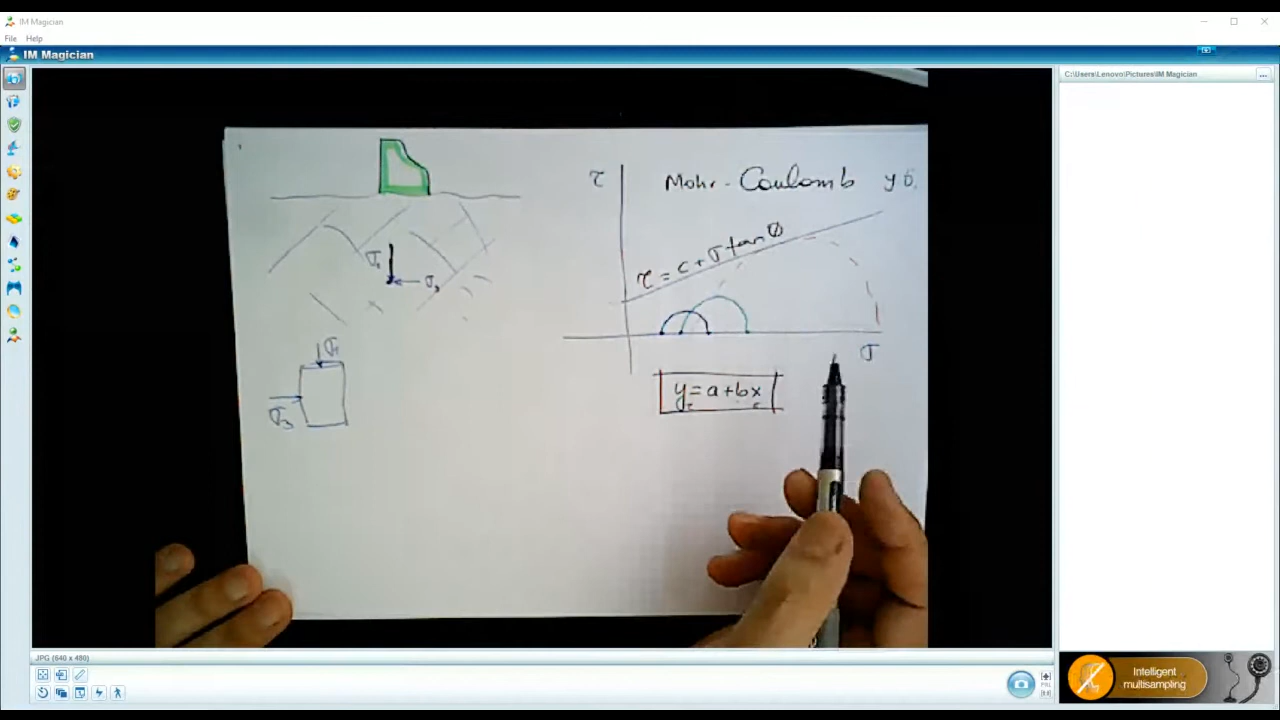 IM Magician
File Help
IM Magician
C:\Users\Lenovo\Pictures\IM Magician
...
τ
Mohr - Coulomb y б.
τ = c + σ tan Ø
σ₁
σ₃
σ
σ₁
σ₃
y = a + bx
JPG (640 x 480)
FULL
Intelligent
multisampling